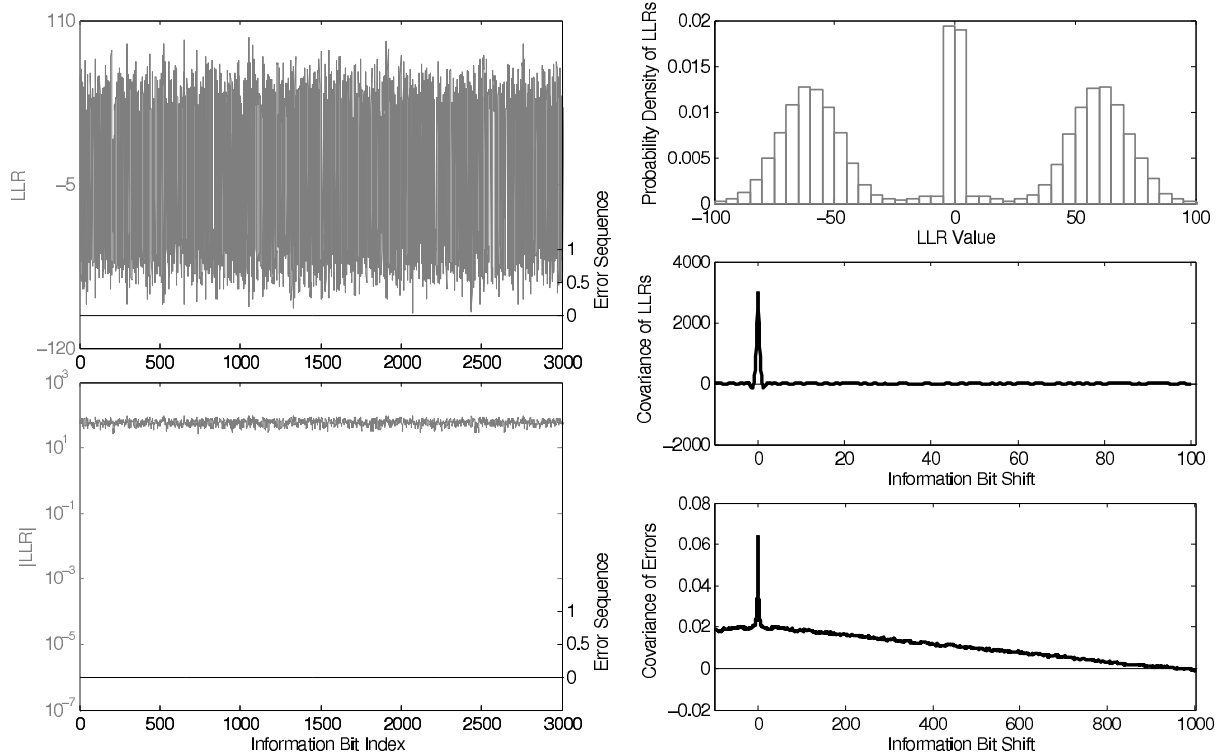 110
LLR
−5
−120
1
0.5
0
Error Sequence
0 500 1000 1500 2000 2500 3000
10³
10¹
10⁻¹
|LLR|
10⁻³
10⁻⁵
10⁻⁷
1
0.5
0
Error Sequence
0 500 1000 1500 2000 2500 3000
Information Bit Index
Probability Density of LLRs
0.02
0.015
0.01
0.005
0
−100 −50 0 50 100
LLR Value
Covariance of LLRs
4000
2000
0
−2000
0 20 40 60 80 100
Information Bit Shift
Covariance of Errors
0.08
0.06
0.04
0.02
0
−0.02
0 200 400 600 800 1000
Information Bit Shift